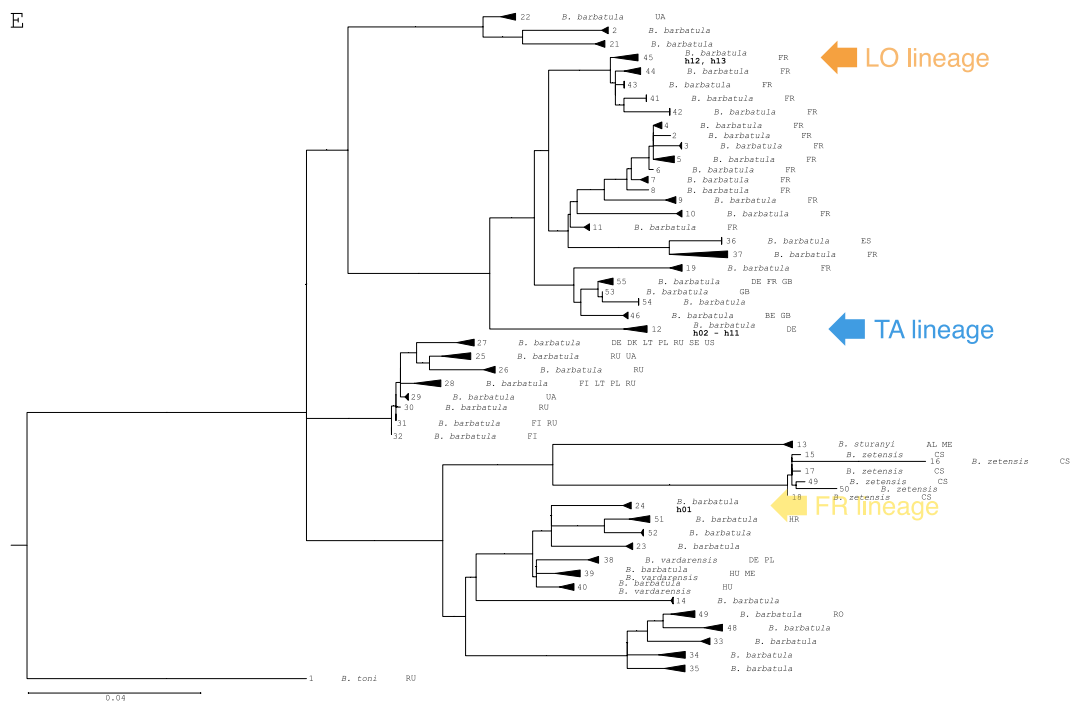 E
22 B. barbatula UA
2 B. barbatula
21 B. barbatula
45 B. barbatula FR
h12, h13
LO lineage
44 B. barbatula FR
43 B. barbatula FR
41 B. barbatula FR
42 B. barbatula FR
4 B. barbatula FR
2 B. barbatula FR
3 B. barbatula FR
5 B. barbatula FR
6 B. barbatula FR
7 B. barbatula FR
8 B. barbatula FR
9 B. barbatula FR
10 B. barbatula FR
11 B. barbatula FR
36 B. barbatula ES
37 B. barbatula FR
19 B. barbatula FR
55 B. barbatula DE FR GB
53 B. barbatula GB
54 B. barbatula
46 B. barbatula BE GB
12 B. barbatula DE
h02 - h11
TA lineage
27 B. barbatula DE DK LT PL RU SE US
25 B. barbatula RU UA
26 B. barbatula RU
28 B. barbatula FI LT PL RU
29 B. barbatula UA
30 B. barbatula RU
31 B. barbatula FI RU
32 B. barbatula FI
13 B. sturanyi AL ME
15 B. zetensis CS
16 B. zetensis CS
17 B. zetensis CS
49 B. zetensis CS
50 B. zetensis
18 B. zetensis CS
24 B. barbatula
h01
FR lineage
51 B. barbatula HR
52 B. barbatula
23 B. barbatula
38 B. vardarensis DE PL
39 B. barbatula HU ME
B. vardarensis
40 B. barbatula HU
B. vardarensis
14 B. barbatula
49 B. barbatula RO
48 B. barbatula
33 B. barbatula
34 B. barbatula
35 B. barbatula
1 B. toni RU
0.04